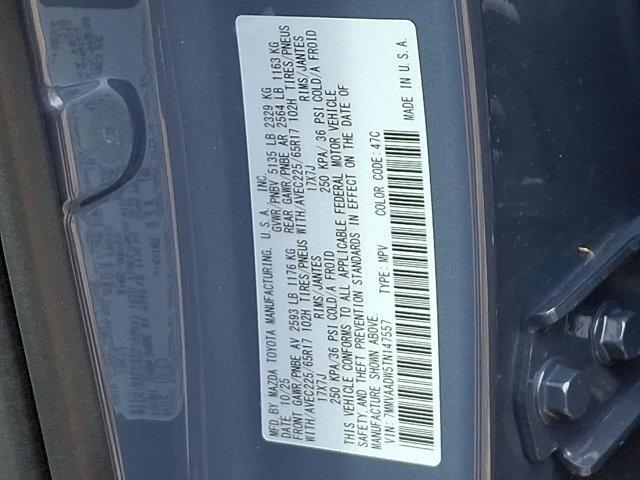 MFD. BY MAZDA TOYOTA MANUFACTURING, U.S.A., INC.
DATE: 10/25 GVWR/PNBV 5135 LB 2329 KG
FRONT GAWR/PNBE AV 2593 LB 1176 KG REAR GAWR/PNBE AR 2564 LB 1163 KG
WITH/AVEC225/65R17 102H TIRES/PNEUS WITH/AVEC225/65R17 102H TIRES/PNEUS
17X7J RIMS/JANTES 17X7J RIMS/JANTES
250 KPA/36 PSI COLD/A FROID 250 KPA/ 36 PSI COLD/A FROID
THIS VEHICLE CONFORMS TO ALL APPLICABLE FEDERAL MOTOR VEHICLE
SAFETY, AND THEFT PREVENTION STANDARDS IN EFFECT ON THE DATE OF
MANUFACTURE SHOWN ABOVE.
VIN: 7MMVAADW5TN147557 TYPE: MPV COLOR CODE: 47C
MADE IN U.S.A.